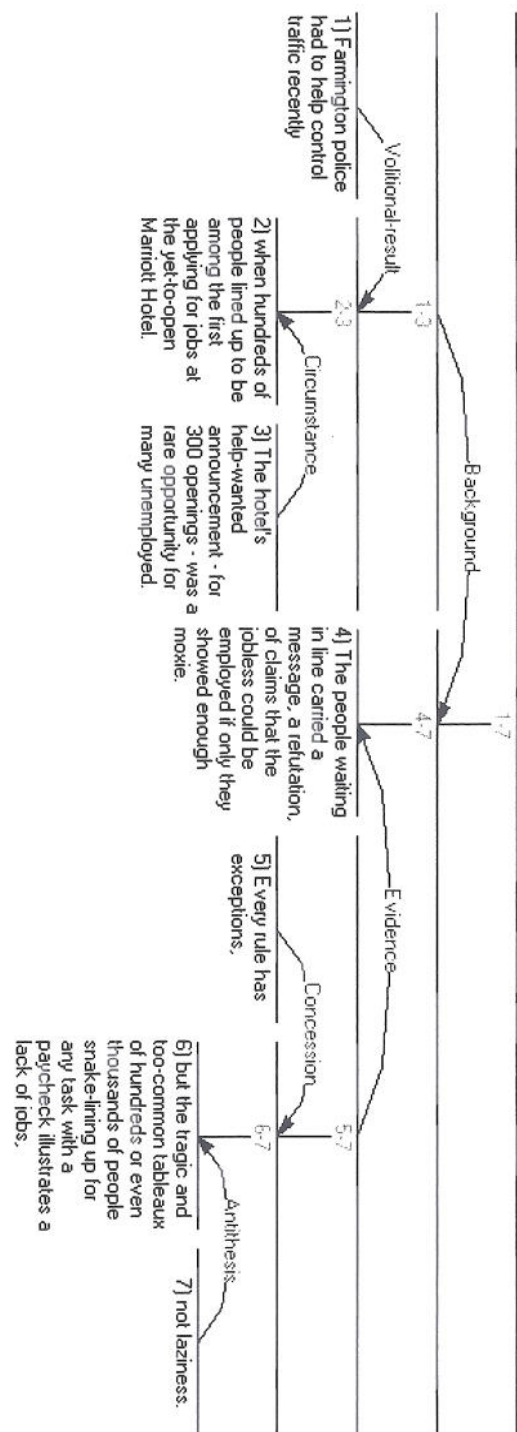 1-7
Background
1-3
4-7
Volitional-result
Evidence
2-3
5-7
1) Farmington police
had to help control
traffic recently
Circumstance
4) The people waiting
in line carried a
message, a refutation,
of claims that the
jobless could be
employed if only they
showed enough
moxie.
Concession
2) when hundreds of
people lined up to be
among the first
applying for jobs at
the yet-to-open
Marriott Hotel.
3) The hotel's
help-wanted
announcement - for
300 openings - was a
rare opportunity for
many unemployed.
5) Every rule has
exceptions,
6-7
Antithesis
6) but the tragic and
too-common tableaux
of hundreds or even
thousands of people
snake-lining up for
any task with a
paycheck illustrates a
lack of jobs,
7) not laziness.